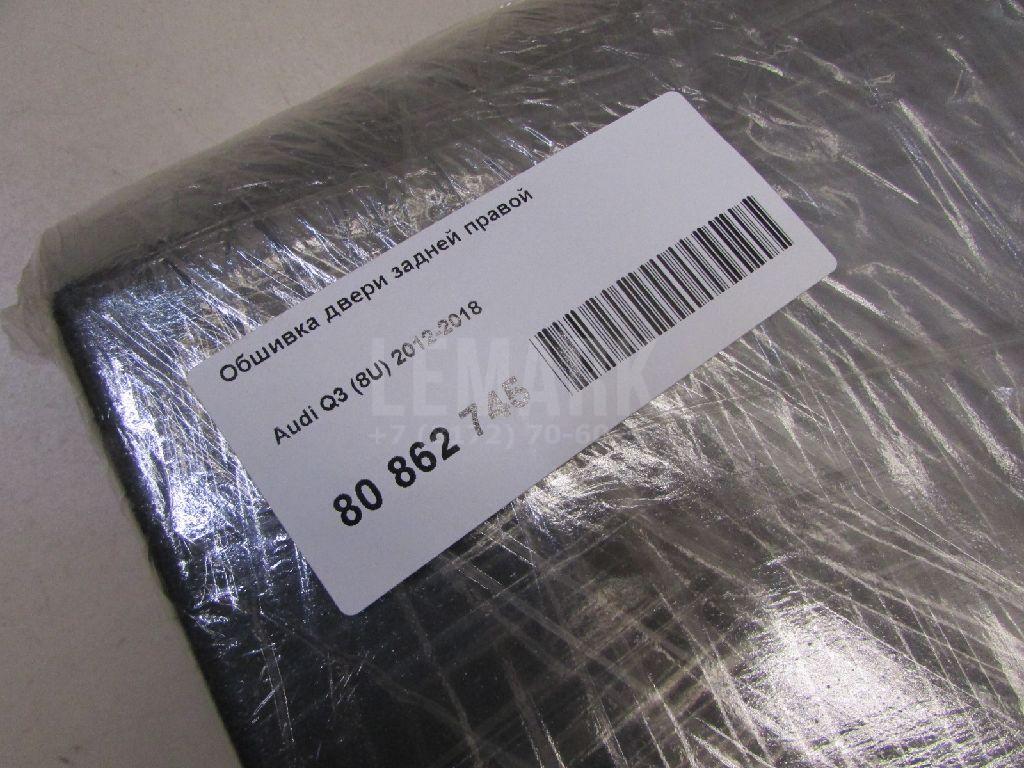 Обшивка двери задней правой
Audi Q3 (8U) 2012-2018
80 862 745
LEMARK